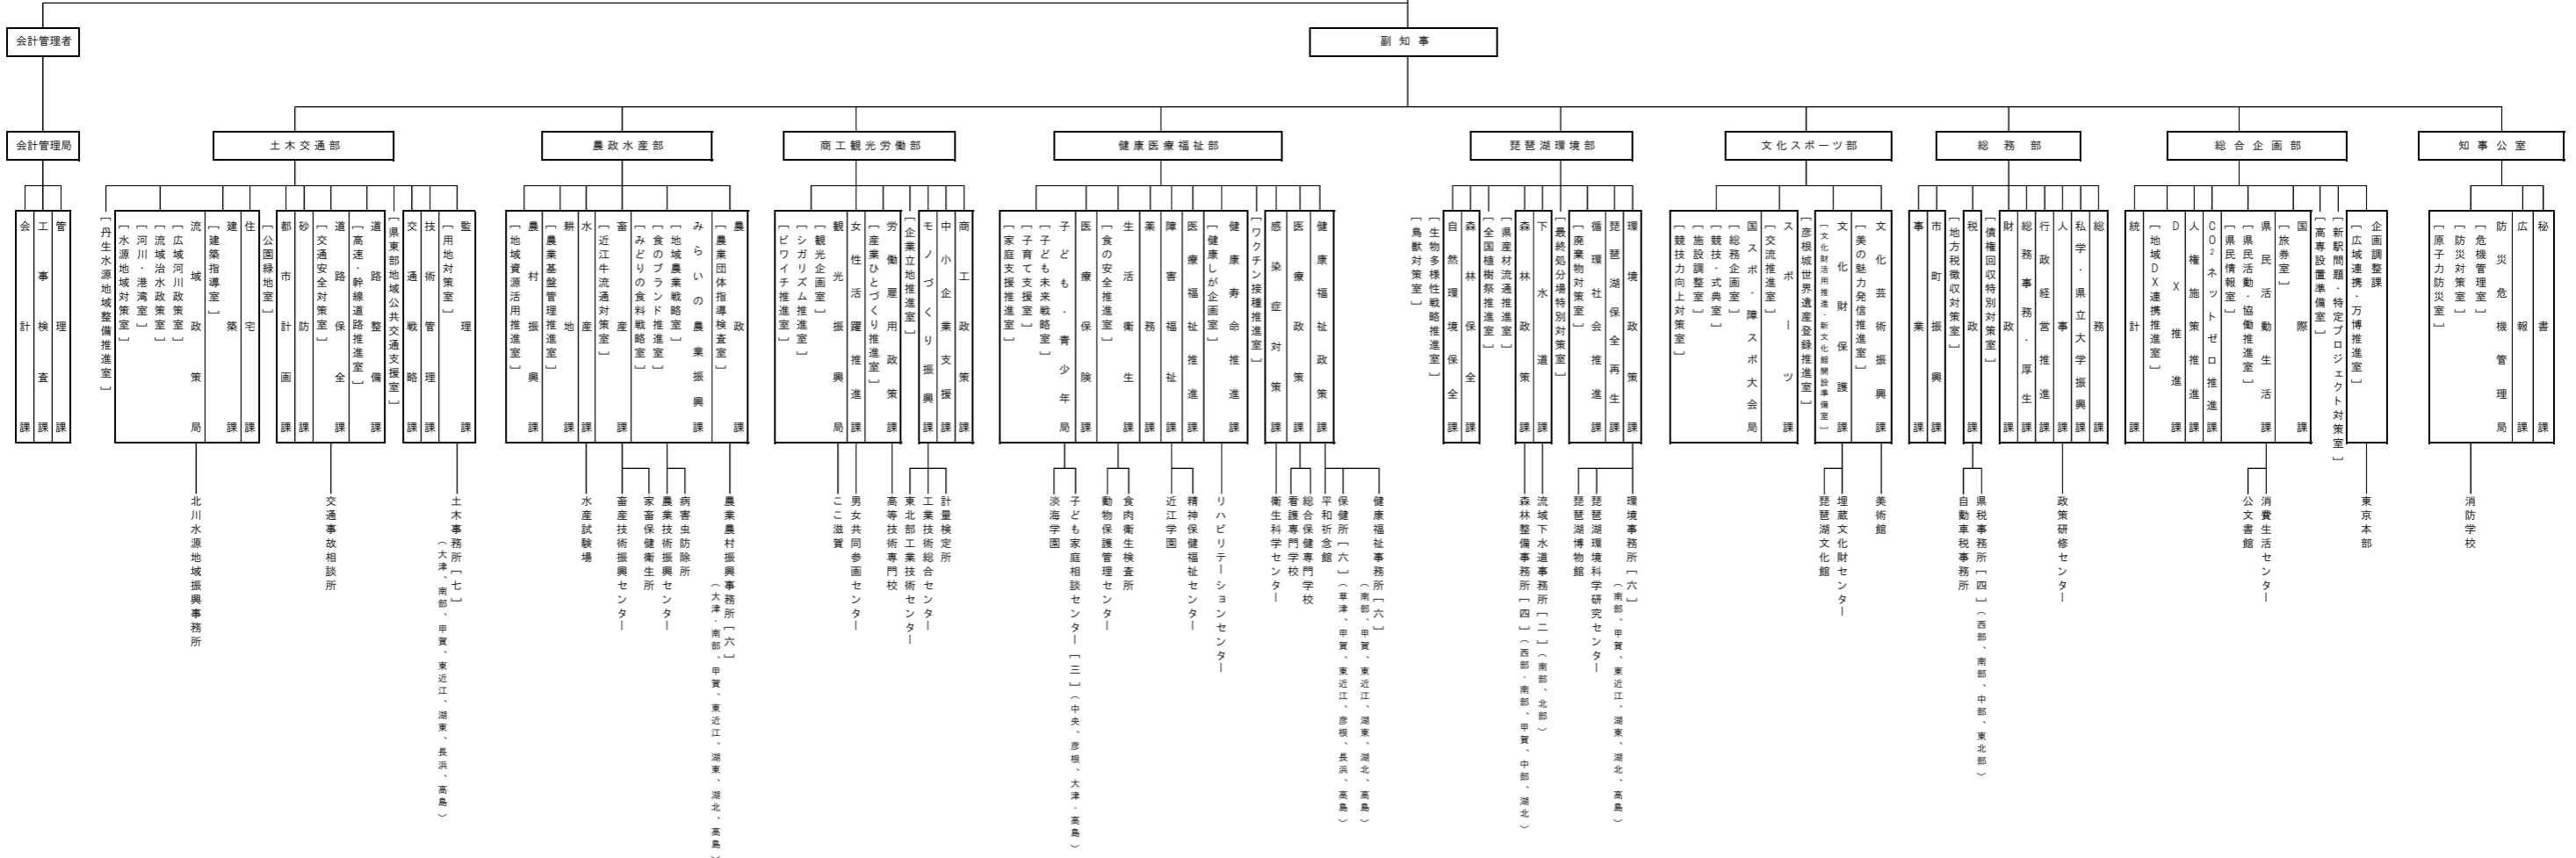 副知事
会計管理者
知事公室
総合企画部
総務部
文化スポーツ部
琵琶湖環境部
健康医療福祉部
商工観光労働部
農政水産部
土木交通部
会計管理局
秘書課
広報課
防災危機管理局
[危機管理室]
[防災対策室]
[原子力防災室]
消防学校
企画調整課
[広域連携・万博推進室]
[新駅問題・特定プロジェクト対策室]
[高専設置準備室]
国際課
[旅券室]
県民活動生活課
[県民活動・協働推進室]
[県民情報室]
CO2ネットゼロ推進課
人権施策推進課
DX推進課
[地域DX連携推進室]
統計課
東京本部
消費生活センター
公文書館
総務課
私学・県立大学振興課
人事課
行政経営推進課
総務事務・厚生課
財政課
[債権回収特別対策室]
税政課
[地方税徴収対策室]
市町振興課
事業課
政策研修センター
県税事務所[四](西部、南部、中部、東北部)
自動車税事務所
文化芸術振興課
[美の魅力発信推進室]
文化財保護課
[文化財活用推進・新文化館開設準備室]
[彦根城世界遺産登録推進室]
スポーツ課
[交流推進室]
国スポ・障スポ大会局
[総務企画室]
[競技・式典室]
[施設調整室]
[競技力向上対策室]
美術館
埋蔵文化財センター
琵琶湖文化館
環境政策課
琵琶湖保全再生課
循環社会推進課
[廃棄物対策室]
[最終処分場特別対策室]
下水道課
森林政策課
[県産材流通推進室]
[全国植樹祭推進室]
森林保全課
自然環境保全課
[生物多様性戦略推進室]
[鳥獣対策室]
環境事務所[六](南部、甲賀、東近江、湖東、湖北、高島)
琵琶湖環境科学研究センター
琵琶湖博物館
流域下水道事務所[二](南部、北部)
森林整備事務所[四](西部・南部、甲賀、中部、湖北)
健康福祉政策課
医療政策課
感染症対策課
[ワクチン接種推進室]
健康寿命推進課
[健康しが企画室]
医療福祉推進課
障害福祉課
薬務課
生活衛生課
[食の安全推進室]
医療保険課
子ども・青少年局
[子ども未来戦略室]
[子育て支援室]
[家庭支援推進室]
健康福祉事務所[六](南部、甲賀、東近江、湖東、湖北、高島)
保健所[六](草津、甲賀、東近江、彦根、長浜、高島)
平和祈念館
総合保健専門学校
看護専門学校
衛生科学センター
リハビリテーションセンター
精神保健福祉センター
近江学園
食肉衛生検査所
動物保護管理センター
子ども家庭相談センター[三](中央、彦根、大津・高島)
淡海学園
商工政策課
中小企業支援課
モノづくり振興課
[企業立地推進室]
労働雇用政策課
[産業ひとづくり推進室]
女性活躍推進課
観光振興局
[観光企画室]
[シガリズム推進室]
[ビワイチ推進室]
計量検定所
工業技術総合センター
東北部工業技術センター
高等技術専門校
男女共同参画センター
ここ滋賀
農政課
[農業団体指導検査室]
みらいの農業振興課
[地域農業戦略室]
[食のブランド推進室]
[みどりの食料戦略室]
畜産課
[近江牛流通対策室]
水産課
耕地課
[農業基盤管理推進室]
農村振興課
[地域資源活用推進室]
農業農村振興事務所[六](大津・南部、甲賀、東近江、湖東、湖北、高島)
病害虫防除所
農業技術振興センター
家畜保健衛生所
畜産技術振興センター
水産試験場
監理課
[用地対策室]
技術管理課
交通戦略課
[県東部地域公共交通支援室]
道路整備課
[高速・幹線道路推進室]
道路保全課
[交通安全対策室]
砂防課
都市計画課
[公園緑地室]
住宅課
建築課
[建築指導室]
流域政策局
[広域河川政策室]
[流域治水政策室]
[河川・港湾室]
[水源地域対策室]
[丹生水源地域整備推進室]
土木事務所[七](大津、南部、甲賀、東近江、湖東、長浜、高島)
交通事故相談所
北川水源地域振興事務所
管理課
工事検査課
会計課